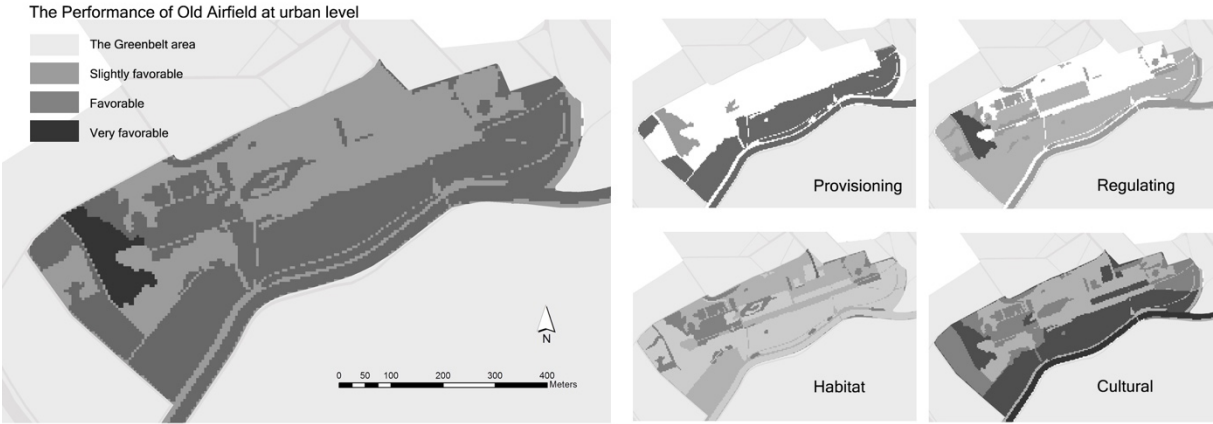 The Performance of Old Airfield at urban level
The Greenbelt area
Slightly favorable
Favorable
Very favorable
N
0 50 100 200 300 400
Meters
Provisioning
Regulating
Habitat
Cultural